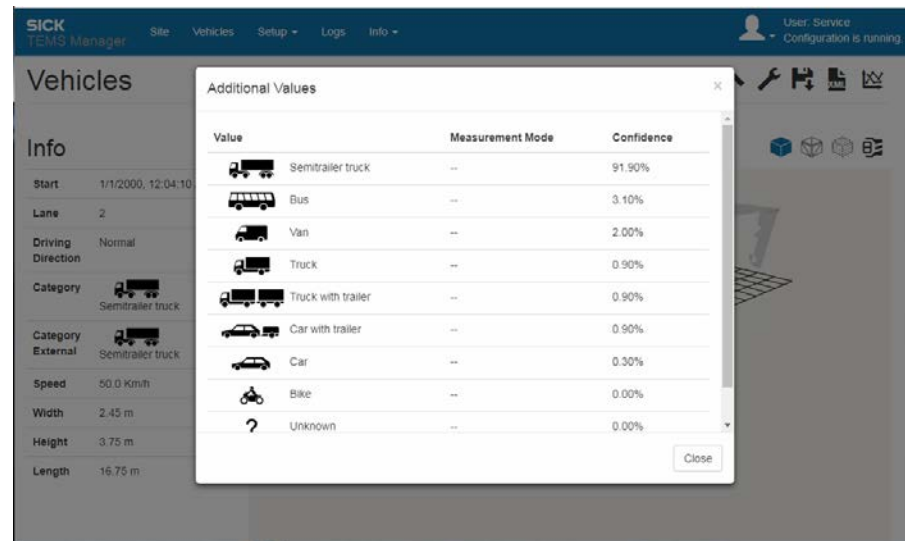 SICK
TEMS Manager
Site Vehicles Setup Logs Info
User: Service
Configuration is running.
Vehicles
Info
Start 1/1/2000, 12:04:10
Lane 2
Driving Direction Normal
Category Semitrailer truck
Category External Semitrailer truck
Speed 50.0 Km/h
Width 2.45 m
Height 3.75 m
Length 16.75 m
XML
Additional Values ×
Value Measurement Mode Confidence
Semitrailer truck -- 91.90%
Bus -- 3.10%
Van -- 2.00%
Truck -- 0.90%
Truck with trailer -- 0.90%
Car with trailer -- 0.90%
Car -- 0.30%
Bike -- 0.00%
? Unknown -- 0.00%
Close